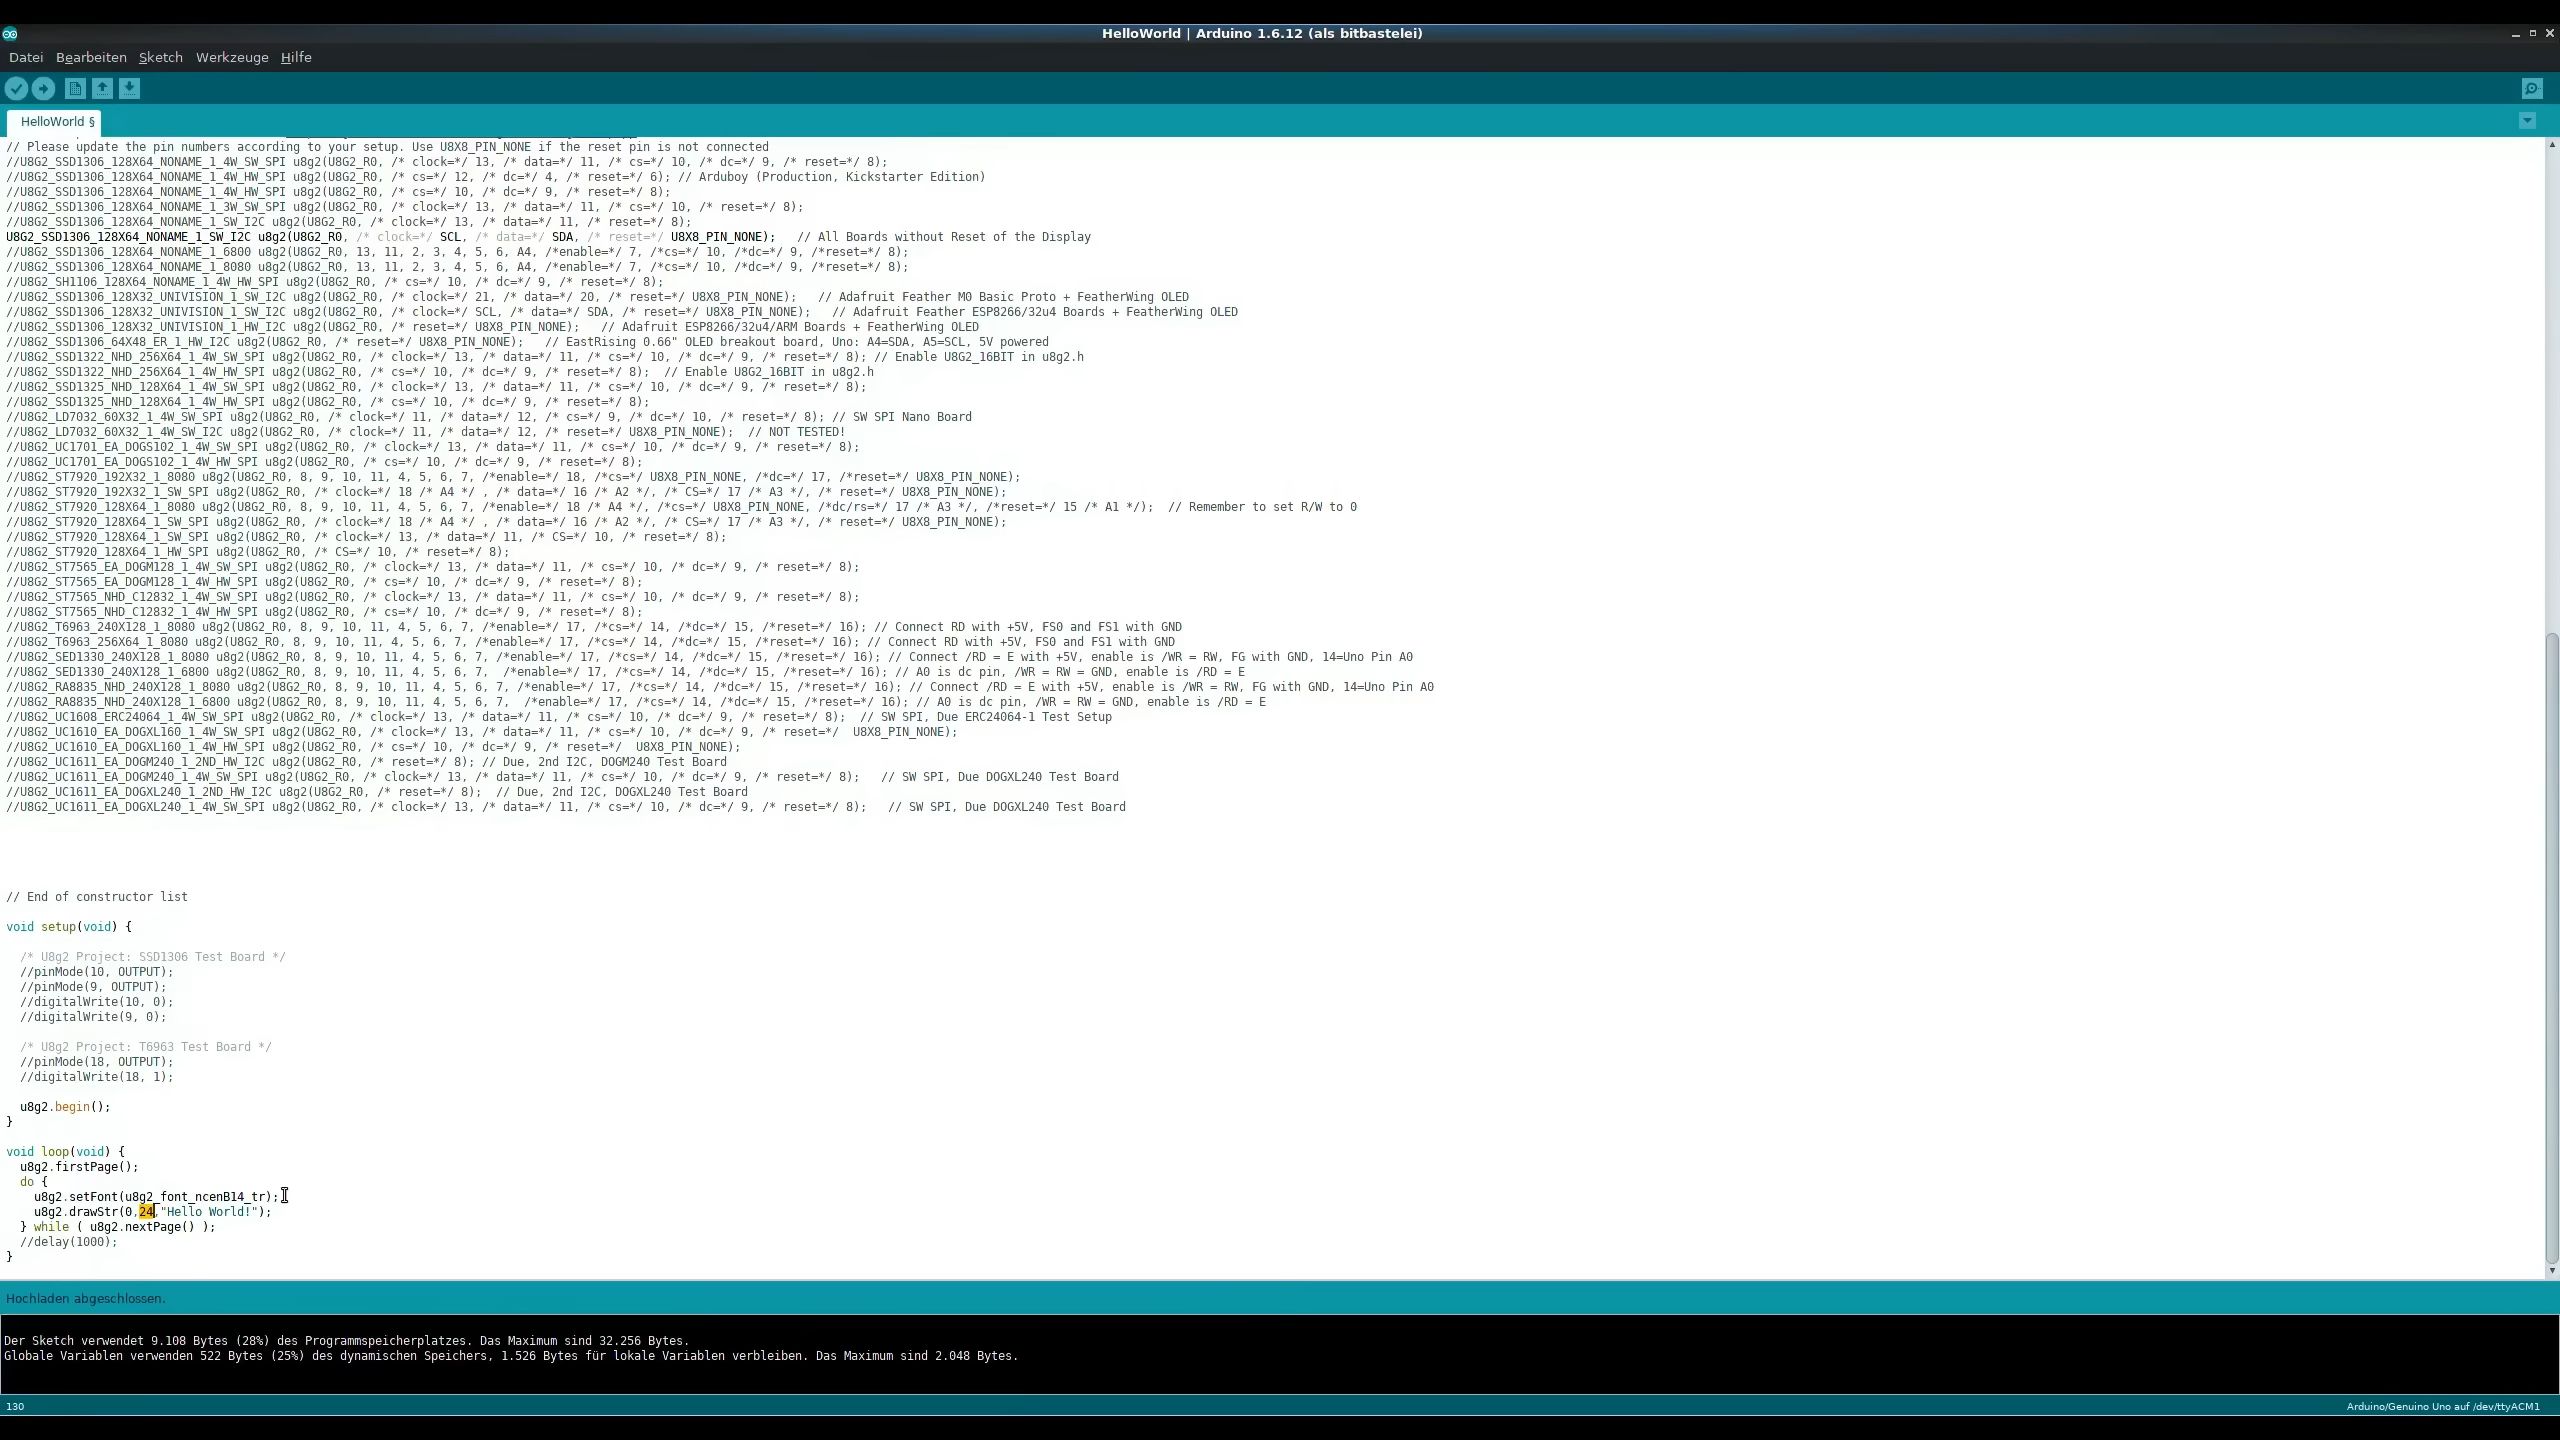 HelloWorld | Arduino 1.6.12 (als bitbastelei)
Datei Bearbeiten Sketch Werkzeuge Hilfe
HelloWorld §
// Please update the pin numbers according to your setup. Use U8X8_PIN_NONE if the reset pin is not connected
//U8G2_SSD1306_128X64_NONAME_1_4W_SW_SPI u8g2(U8G2_R0, /* clock=*/ 13, /* data=*/ 11, /* cs=*/ 10, /* dc=*/ 9, /* reset=*/ 8);
//U8G2_SSD1306_128X64_NONAME_1_4W_HW_SPI u8g2(U8G2_R0, /* cs=*/ 12, /* dc=*/ 4, /* reset=*/ 6); // Arduboy (Production, Kickstarter Edition)
//U8G2_SSD1306_128X64_NONAME_1_4W_HW_SPI u8g2(U8G2_R0, /* cs=*/ 10, /* dc=*/ 9, /* reset=*/ 8);
//U8G2_SSD1306_128X64_NONAME_1_3W_SW_SPI u8g2(U8G2_R0, /* clock=*/ 13, /* data=*/ 11, /* cs=*/ 10, /* reset=*/ 8);
//U8G2_SSD1306_128X64_NONAME_1_SW_I2C u8g2(U8G2_R0, /* clock=*/ 13, /* data=*/ 11, /* reset=*/ 8);
U8G2_SSD1306_128X64_NONAME_1_SW_I2C u8g2(U8G2_R0, /* clock=*/ SCL, /* data=*/ SDA, /* reset=*/ U8X8_PIN_NONE);   // All Boards without Reset of the Display
//U8G2_SSD1306_128X64_NONAME_1_6800 u8g2(U8G2_R0, 13, 11, 2, 3, 4, 5, 6, A4, /*enable=*/ 7, /*cs=*/ 10, /*dc=*/ 9, /*reset=*/ 8);
//U8G2_SSD1306_128X64_NONAME_1_8080 u8g2(U8G2_R0, 13, 11, 2, 3, 4, 5, 6, A4, /*enable=*/ 7, /*cs=*/ 10, /*dc=*/ 9, /*reset=*/ 8);
//U8G2_SH1106_128X64_NONAME_1_4W_HW_SPI u8g2(U8G2_R0, /* cs=*/ 10, /* dc=*/ 9, /* reset=*/ 8);
//U8G2_SSD1306_128X32_UNIVISION_1_SW_I2C u8g2(U8G2_R0, /* clock=*/ 21, /* data=*/ 20, /* reset=*/ U8X8_PIN_NONE);   // Adafruit Feather M0 Basic Proto + FeatherWing OLED
//U8G2_SSD1306_128X32_UNIVISION_1_SW_I2C u8g2(U8G2_R0, /* clock=*/ SCL, /* data=*/ SDA, /* reset=*/ U8X8_PIN_NONE);   // Adafruit Feather ESP8266/32u4 Boards + FeatherWing OLED
//U8G2_SSD1306_128X32_UNIVISION_1_HW_I2C u8g2(U8G2_R0, /* reset=*/ U8X8_PIN_NONE);   // Adafruit ESP8266/32u4/ARM Boards + FeatherWing OLED
//U8G2_SSD1306_64X48_ER_1_HW_I2C u8g2(U8G2_R0, /* reset=*/ U8X8_PIN_NONE);   // EastRising 0.66" OLED breakout board, Uno: A4=SDA, A5=SCL, 5V powered
//U8G2_SSD1322_NHD_256X64_1_4W_SW_SPI u8g2(U8G2_R0, /* clock=*/ 13, /* data=*/ 11, /* cs=*/ 10, /* dc=*/ 9, /* reset=*/ 8); // Enable U8G2_16BIT in u8g2.h
//U8G2_SSD1322_NHD_256X64_1_4W_HW_SPI u8g2(U8G2_R0, /* cs=*/ 10, /* dc=*/ 9, /* reset=*/ 8);  // Enable U8G2_16BIT in u8g2.h
//U8G2_SSD1325_NHD_128X64_1_4W_SW_SPI u8g2(U8G2_R0, /* clock=*/ 13, /* data=*/ 11, /* cs=*/ 10, /* dc=*/ 9, /* reset=*/ 8);
//U8G2_SSD1325_NHD_128X64_1_4W_HW_SPI u8g2(U8G2_R0, /* cs=*/ 10, /* dc=*/ 9, /* reset=*/ 8);
//U8G2_LD7032_60X32_1_4W_SW_SPI u8g2(U8G2_R0, /* clock=*/ 11, /* data=*/ 12, /* cs=*/ 9, /* dc=*/ 10, /* reset=*/ 8); // SW SPI Nano Board
//U8G2_LD7032_60X32_1_4W_SW_I2C u8g2(U8G2_R0, /* clock=*/ 11, /* data=*/ 12, /* reset=*/ U8X8_PIN_NONE);  // NOT TESTED!
//U8G2_UC1701_EA_DOGS102_1_4W_SW_SPI u8g2(U8G2_R0, /* clock=*/ 13, /* data=*/ 11, /* cs=*/ 10, /* dc=*/ 9, /* reset=*/ 8);
//U8G2_UC1701_EA_DOGS102_1_4W_HW_SPI u8g2(U8G2_R0, /* cs=*/ 10, /* dc=*/ 9, /* reset=*/ 8);
//U8G2_ST7920_192X32_1_8080 u8g2(U8G2_R0, 8, 9, 10, 11, 4, 5, 6, 7, /*enable=*/ 18, /*cs=*/ U8X8_PIN_NONE, /*dc=*/ 17, /*reset=*/ U8X8_PIN_NONE);
//U8G2_ST7920_192X32_1_SW_SPI u8g2(U8G2_R0, /* clock=*/ 18 /* A4 */ , /* data=*/ 16 /* A2 */, /* CS=*/ 17 /* A3 */, /* reset=*/ U8X8_PIN_NONE);
//U8G2_ST7920_128X64_1_8080 u8g2(U8G2_R0, 8, 9, 10, 11, 4, 5, 6, 7, /*enable=*/ 18 /* A4 */, /*cs=*/ U8X8_PIN_NONE, /*dc/rs=*/ 17 /* A3 */, /*reset=*/ 15 /* A1 */);  // Remember to set R/W to 0
//U8G2_ST7920_128X64_1_SW_SPI u8g2(U8G2_R0, /* clock=*/ 18 /* A4 */ , /* data=*/ 16 /* A2 */, /* CS=*/ 17 /* A3 */, /* reset=*/ U8X8_PIN_NONE);
//U8G2_ST7920_128X64_1_SW_SPI u8g2(U8G2_R0, /* clock=*/ 13, /* data=*/ 11, /* CS=*/ 10, /* reset=*/ 8);
//U8G2_ST7920_128X64_1_HW_SPI u8g2(U8G2_R0, /* CS=*/ 10, /* reset=*/ 8);
//U8G2_ST7565_EA_DOGM128_1_4W_SW_SPI u8g2(U8G2_R0, /* clock=*/ 13, /* data=*/ 11, /* cs=*/ 10, /* dc=*/ 9, /* reset=*/ 8);
//U8G2_ST7565_EA_DOGM128_1_4W_HW_SPI u8g2(U8G2_R0, /* cs=*/ 10, /* dc=*/ 9, /* reset=*/ 8);
//U8G2_ST7565_NHD_C12832_1_4W_SW_SPI u8g2(U8G2_R0, /* clock=*/ 13, /* data=*/ 11, /* cs=*/ 10, /* dc=*/ 9, /* reset=*/ 8);
//U8G2_ST7565_NHD_C12832_1_4W_HW_SPI u8g2(U8G2_R0, /* cs=*/ 10, /* dc=*/ 9, /* reset=*/ 8);
//U8G2_T6963_240X128_1_8080 u8g2(U8G2_R0, 8, 9, 10, 11, 4, 5, 6, 7, /*enable=*/ 17, /*cs=*/ 14, /*dc=*/ 15, /*reset=*/ 16); // Connect RD with +5V, FS0 and FS1 with GND
//U8G2_T6963_256X64_1_8080 u8g2(U8G2_R0, 8, 9, 10, 11, 4, 5, 6, 7, /*enable=*/ 17, /*cs=*/ 14, /*dc=*/ 15, /*reset=*/ 16); // Connect RD with +5V, FS0 and FS1 with GND
//U8G2_SED1330_240X128_1_8080 u8g2(U8G2_R0, 8, 9, 10, 11, 4, 5, 6, 7, /*enable=*/ 17, /*cs=*/ 14, /*dc=*/ 15, /*reset=*/ 16); // Connect /RD = E with +5V, enable is /WR = RW, FG with GND, 14=Uno Pin A0
//U8G2_SED1330_240X128_1_6800 u8g2(U8G2_R0, 8, 9, 10, 11, 4, 5, 6, 7,  /*enable=*/ 17, /*cs=*/ 14, /*dc=*/ 15, /*reset=*/ 16); // A0 is dc pin, /WR = RW = GND, enable is /RD = E
//U8G2_RA8835_NHD_240X128_1_8080 u8g2(U8G2_R0, 8, 9, 10, 11, 4, 5, 6, 7, /*enable=*/ 17, /*cs=*/ 14, /*dc=*/ 15, /*reset=*/ 16); // Connect /RD = E with +5V, enable is /WR = RW, FG with GND, 14=Uno Pin A0
//U8G2_RA8835_NHD_240X128_1_6800 u8g2(U8G2_R0, 8, 9, 10, 11, 4, 5, 6, 7,  /*enable=*/ 17, /*cs=*/ 14, /*dc=*/ 15, /*reset=*/ 16); // A0 is dc pin, /WR = RW = GND, enable is /RD = E
//U8G2_UC1608_ERC24064_1_4W_SW_SPI u8g2(U8G2_R0, /* clock=*/ 13, /* data=*/ 11, /* cs=*/ 10, /* dc=*/ 9, /* reset=*/ 8);  // SW SPI, Due ERC24064-1 Test Setup
//U8G2_UC1610_EA_DOGXL160_1_4W_SW_SPI u8g2(U8G2_R0, /* clock=*/ 13, /* data=*/ 11, /* cs=*/ 10, /* dc=*/ 9, /* reset=*/  U8X8_PIN_NONE);
//U8G2_UC1610_EA_DOGXL160_1_4W_HW_SPI u8g2(U8G2_R0, /* cs=*/ 10, /* dc=*/ 9, /* reset=*/  U8X8_PIN_NONE);
//U8G2_UC1611_EA_DOGM240_1_2ND_HW_I2C u8g2(U8G2_R0, /* reset=*/ 8); // Due, 2nd I2C, DOGM240 Test Board
//U8G2_UC1611_EA_DOGM240_1_4W_SW_SPI u8g2(U8G2_R0, /* clock=*/ 13, /* data=*/ 11, /* cs=*/ 10, /* dc=*/ 9, /* reset=*/ 8);   // SW SPI, Due DOGXL240 Test Board
//U8G2_UC1611_EA_DOGXL240_1_2ND_HW_I2C u8g2(U8G2_R0, /* reset=*/ 8);  // Due, 2nd I2C, DOGXL240 Test Board
//U8G2_UC1611_EA_DOGXL240_1_4W_SW_SPI u8g2(U8G2_R0, /* clock=*/ 13, /* data=*/ 11, /* cs=*/ 10, /* dc=*/ 9, /* reset=*/ 8);   // SW SPI, Due DOGXL240 Test Board
// End of constructor list
void setup(void) {
/* U8g2 Project: SSD1306 Test Board */
//pinMode(10, OUTPUT);
//pinMode(9, OUTPUT);
//digitalWrite(10, 0);
//digitalWrite(9, 0);
/* U8g2 Project: T6963 Test Board */
//pinMode(18, OUTPUT);
//digitalWrite(18, 1);
u8g2.begin();
}
void loop(void) {
u8g2.firstPage();
do {
u8g2.setFont(u8g2_font_ncenB14_tr);
u8g2.drawStr(0,24,"Hello World!");
} while ( u8g2.nextPage() );
//delay(1000);
}
Hochladen abgeschlossen.
Der Sketch verwendet 9.108 Bytes (28%) des Programmspeicherplatzes. Das Maximum sind 32.256 Bytes.
Globale Variablen verwenden 522 Bytes (25%) des dynamischen Speichers, 1.526 Bytes für lokale Variablen verbleiben. Das Maximum sind 2.048 Bytes.
130
Arduino/Genuino Uno auf /dev/ttyACM1